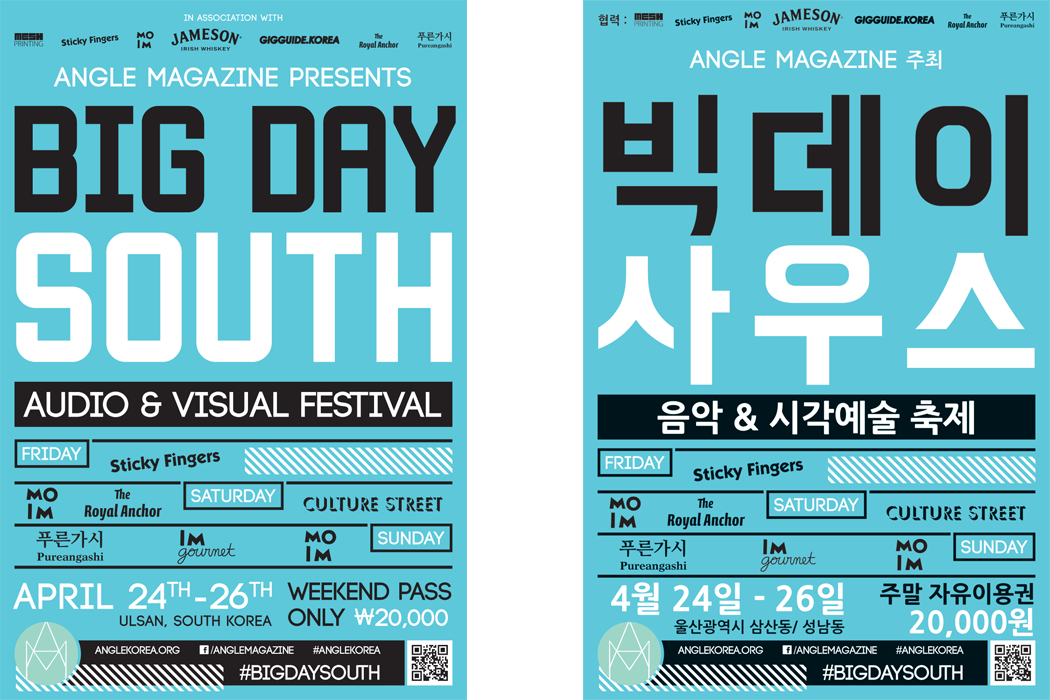 IN ASSOCIATION WITH
MESH PRINTING Sticky Fingers MO IM JAMESON IRISH WHISKEY GIGGUIDE.KOREA The Royal Anchor 푸른가시 Pureangashi
ANGLE MAGAZINE PRESENTS
BIG DAY
SOUTH
AUDIO & VISUAL FESTIVAL
FRIDAY Sticky Fingers
MO IM The Royal Anchor SATURDAY CULTURE STREET
푸른가시 Pureangashi IM gourmet MO IM SUNDAY
APRIL 24TH-26TH
ULSAN, SOUTH KOREA
WEEKEND PASS
ONLY ₩20,000
ANGLEKOREA.ORG f/ANGLEMAGAZINE #ANGLEKOREA
#BIGDAYSOUTH
협력 : MESH PRINTING Sticky Fingers MO IM JAMESON IRISH WHISKEY GIGGUIDE.KOREA The Royal Anchor 푸른가시 Pureangashi
ANGLE MAGAZINE 주최
빅데이
사우스
음악 & 시각예술 축제
FRIDAY Sticky Fingers
MO IM The Royal Anchor SATURDAY CULTURE STREET
푸른가시 Pureangashi IM gourmet MO IM SUNDAY
4월 24일 - 26일
울산광역시 삼산동/ 성남동
주말 자유이용권
20,000원
ANGLEKOREA.ORG f/ANGLEMAGAZINE #ANGLEKOREA
#BIGDAYSOUTH